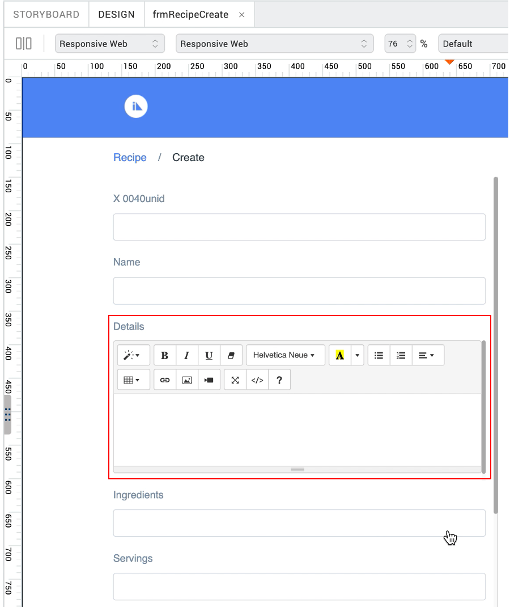 STORYBOARD DESIGN frmRecipeCreate ×
Responsive Web Responsive Web 76 % Default
0 50 100 150 200 250 300 350 400 450 500 550 600 650 700
0
50
100
150
200
250
300
350
400
450
550
600
650
700
750
Recipe / Create
X 0040unid
Name
Details
B I U Helvetica Neue A
</> ?
Ingredients
Servings